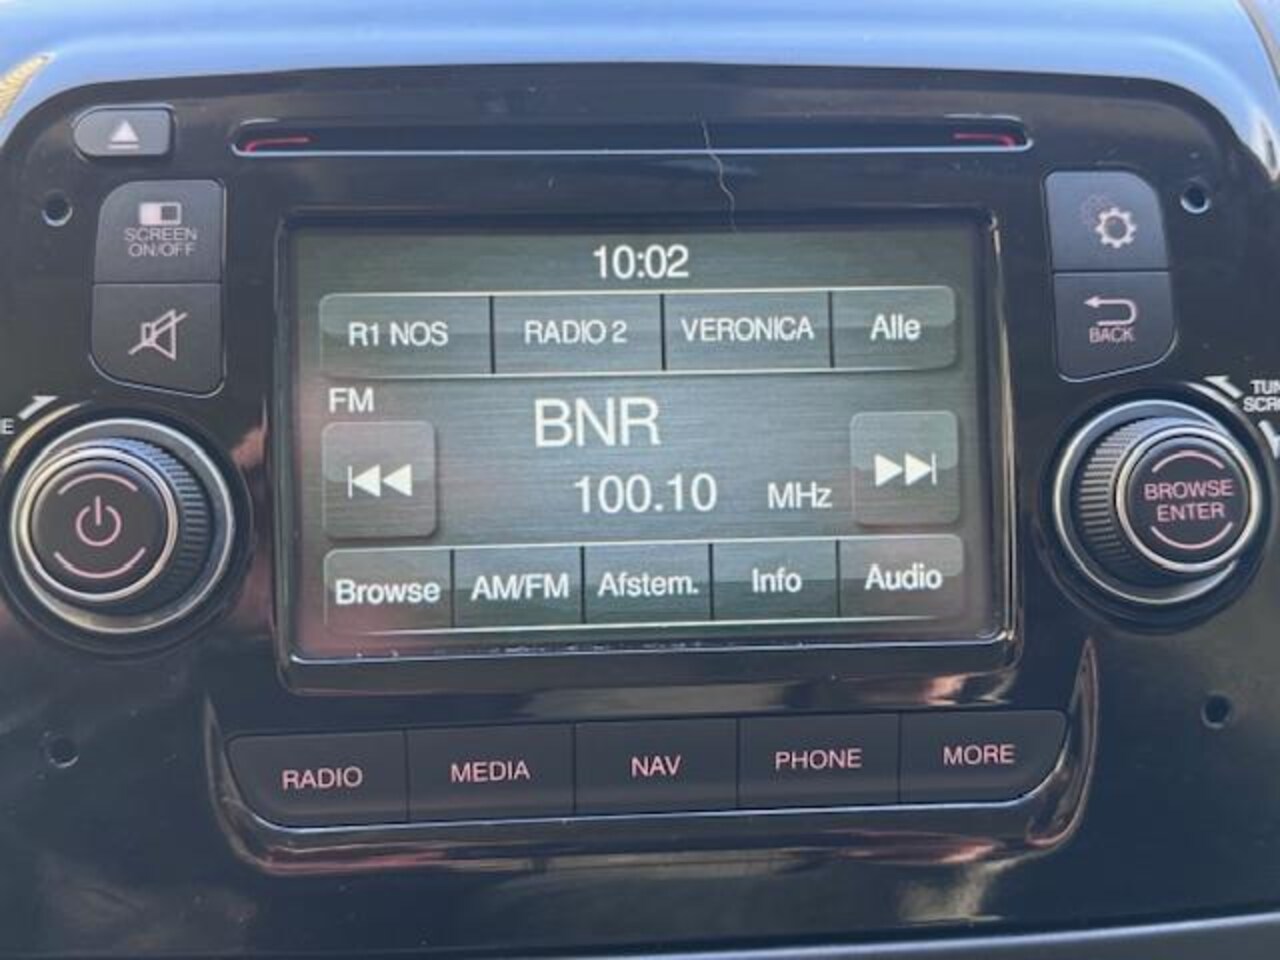 SCREEN
ON/OFF
10:02
R1 NOS
RADIO 2
VERONICA
Alle
BACK
FM
BNR
100.10 MHz
BROWSE
ENTER
Browse
AM/FM
Afstem.
Info
Audio
RADIO
MEDIA
NAV
PHONE
MORE